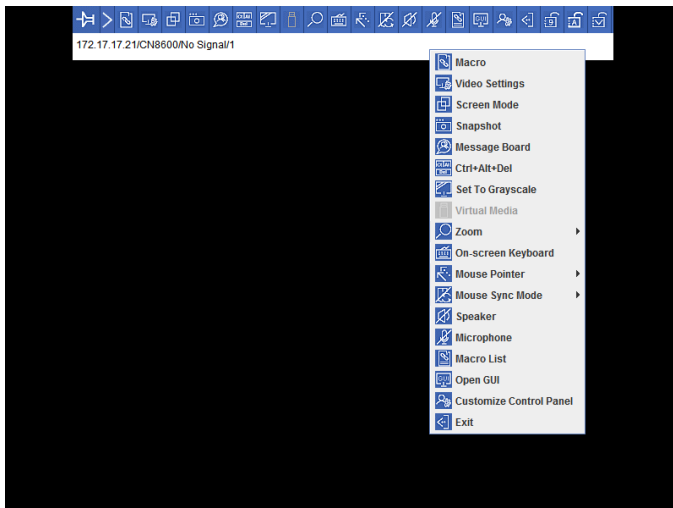 172.17.17.21/CN8600/No Signal/1
Macro
Video Settings
Screen Mode
Snapshot
Message Board
Ctrl+Alt+Del
Set To Grayscale
Virtual Media
Zoom
On-screen Keyboard
Mouse Pointer
Mouse Sync Mode
Speaker
Microphone
Macro List
Open GUI
Customize Control Panel
Exit